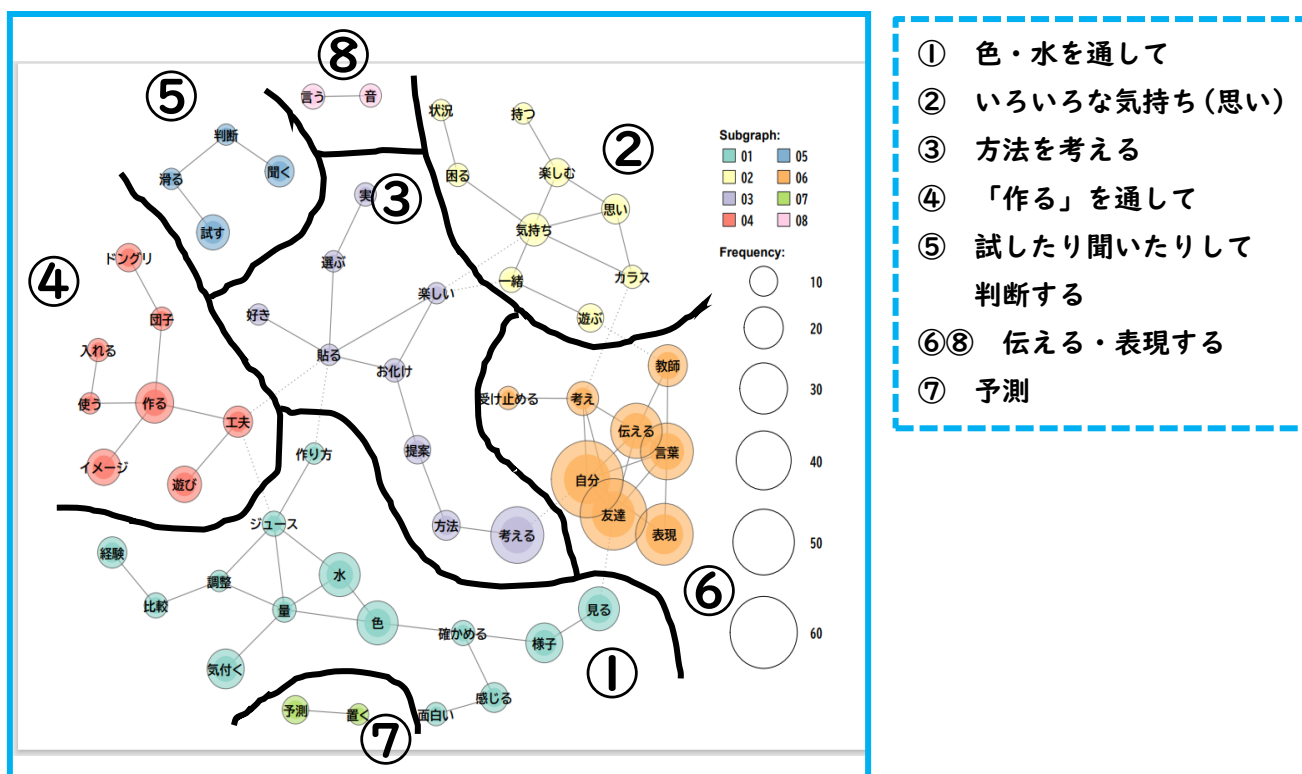 ⑧
⑤
言う
音
②
状況
持つ
判断
聞く
滑る
試す
困る
楽しむ
思い
気持ち
一緒
カラス
遊ぶ
③
実
選ぶ
楽しい
好き
貼る
お化け
提案
方法
考える
④
ドングリ
団子
入れる
使う
作る
工夫
イメージ
遊び
教師
受け止める
考え
伝える
言葉
自分
友達
表現
⑥
作り方
ジュース
経験
調整
水
比較
量
色
見る
確かめる
様子
気付く
感じる
面白い
①
予測
置く
⑦
Subgraph:
01
05
02
06
03
07
04
08
Frequency:
10
20
30
40
50
60
① 色・水を通して
② いろいろな気持ち(思い)
③ 方法を考える
④ 「作る」を通して
⑤ 試したり聞いたりして
判断する
⑥⑧ 伝える・表現する
⑦ 予測